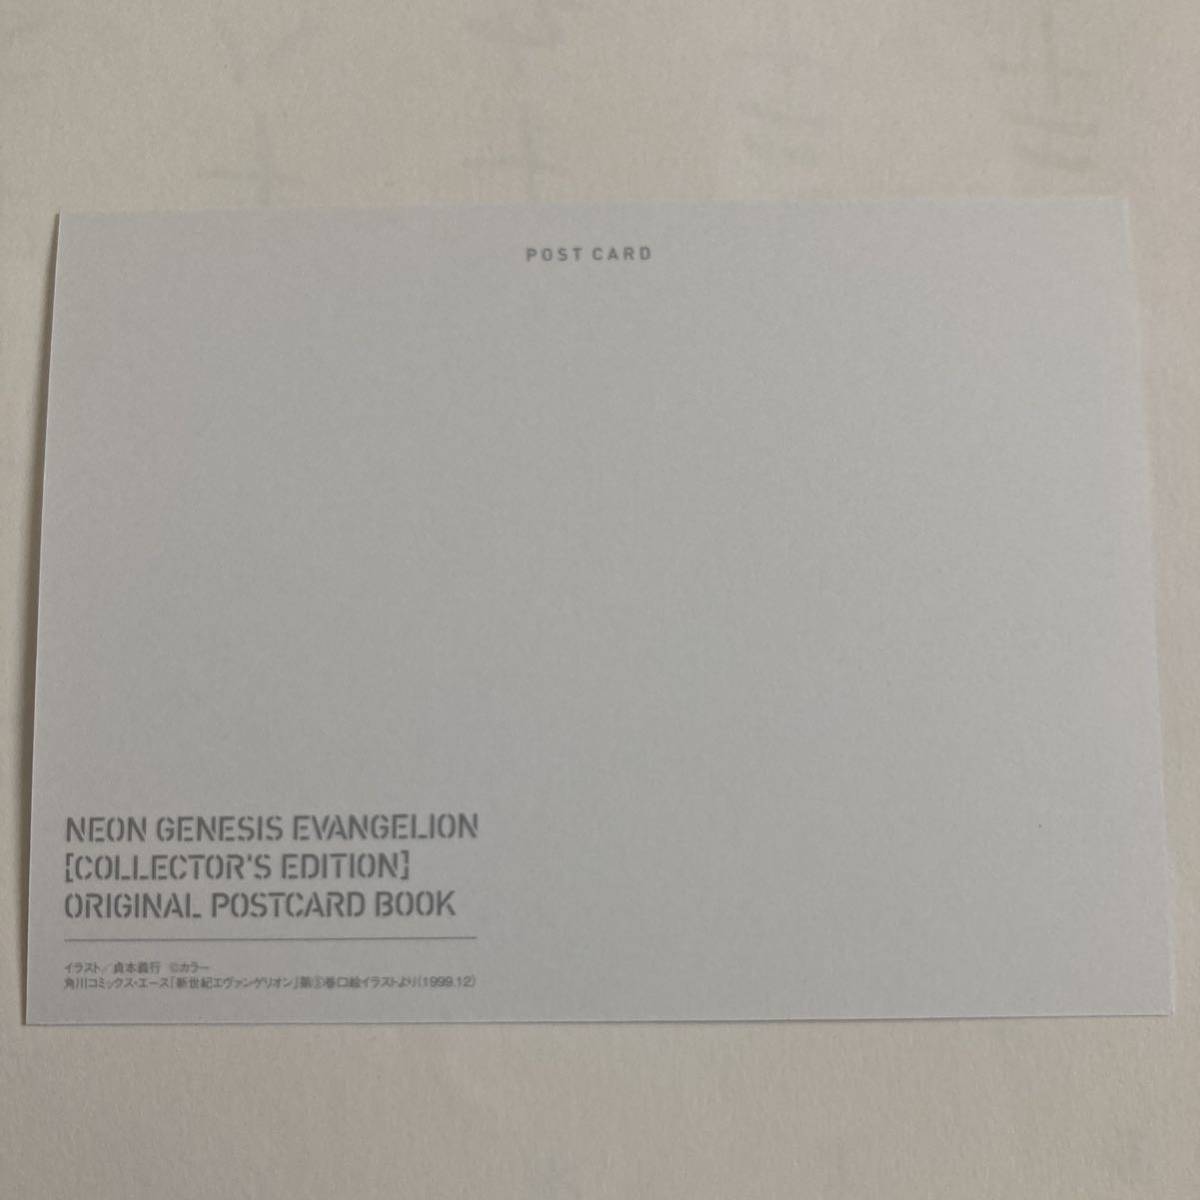 POST CARD
NEON GENESIS EVANGELION
[COLLECTOR'S EDITION]
ORIGINAL POSTCARD BOOK
イラスト／貞本義行 ©カラー
角川コミックス・エース『新世紀エヴァンゲリオン』第⑤巻口絵イラストより(1999.12)